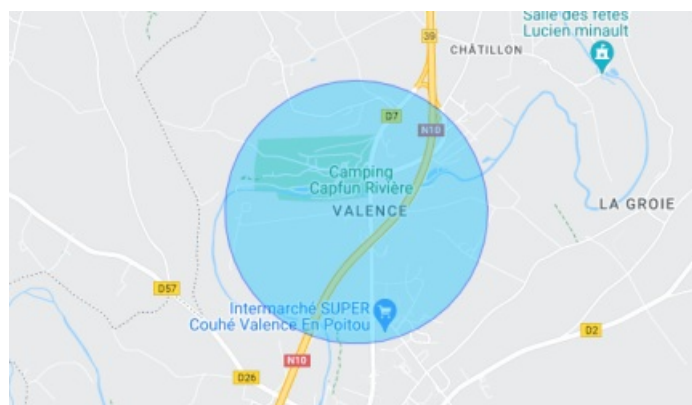 Salle des fêtes
Lucien minault
39
CHÂTILLON
D7
N10
Camping
Capfun Rivière
VALENCE
LA GROIE
D57
Intermarché SUPER
Couhé Valence En Poitou
D2
N10
D26